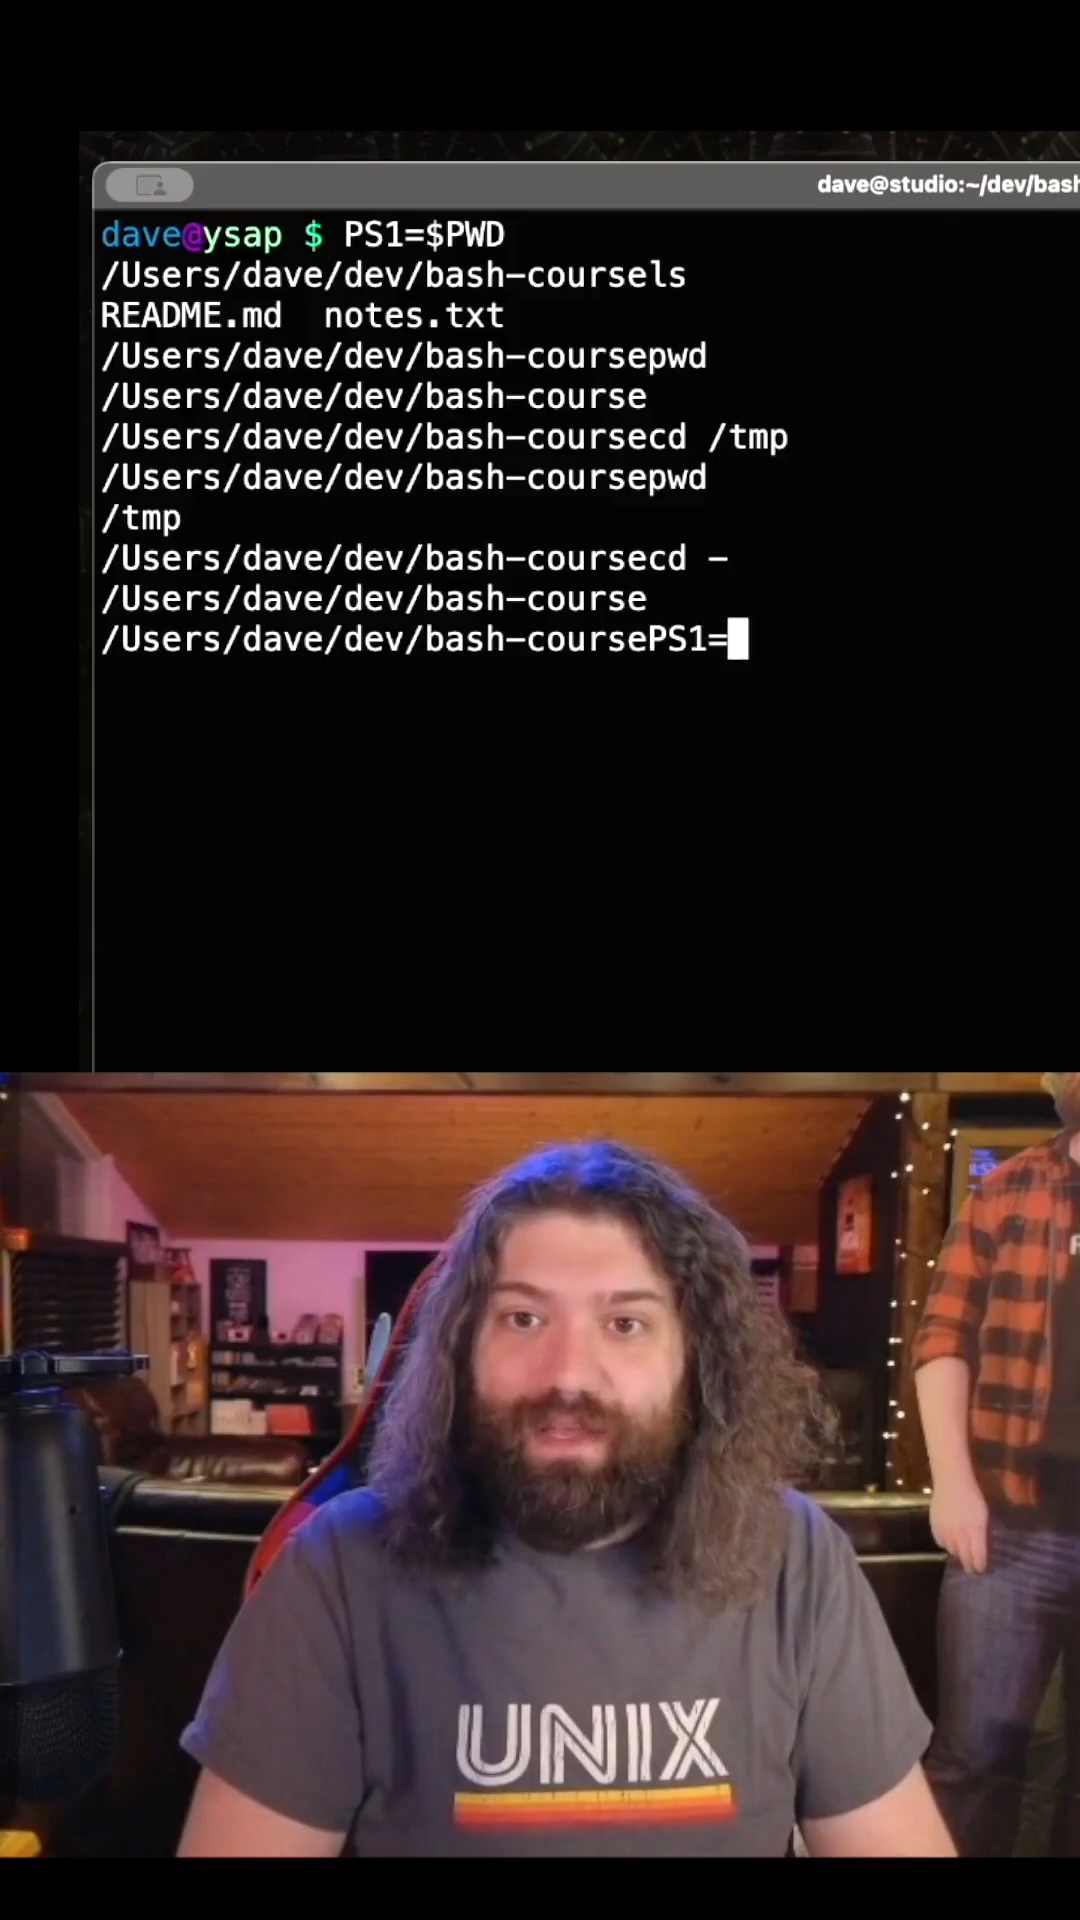 dave@studio:~/dev/bash
dave@ysap $ PS1=$PWD
/Users/dave/dev/bash-coursels
README.md  notes.txt
/Users/dave/dev/bash-coursepwd
/Users/dave/dev/bash-course
/Users/dave/dev/bash-coursecd /tmp
/Users/dave/dev/bash-coursepwd
/tmp
/Users/dave/dev/bash-coursecd -
/Users/dave/dev/bash-course
/Users/dave/dev/bash-coursePS1=
UNIX